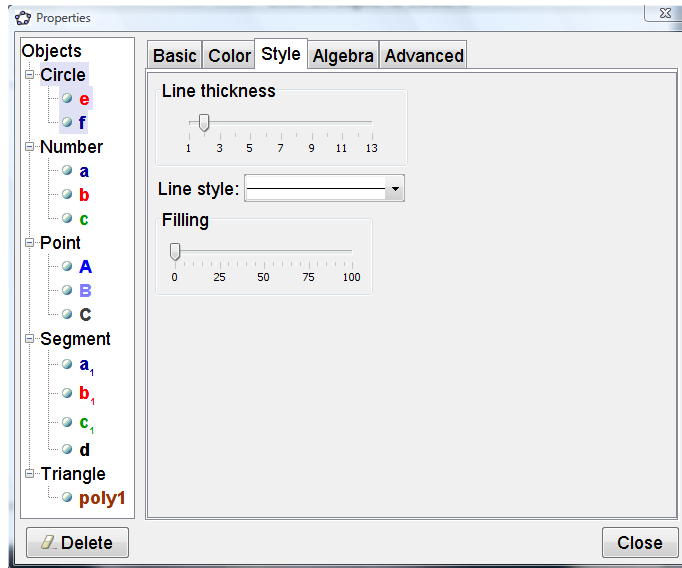 Properties
Objects
Circle
e
f
Number
a
b
c
Point
A
B
C
Segment
a1
b1
c1
d
Triangle
poly1
Basic Color Style Algebra Advanced
Line thickness
1 3 5 7 9 11 13
Line style:
Filling
0 25 50 75 100
Delete Close